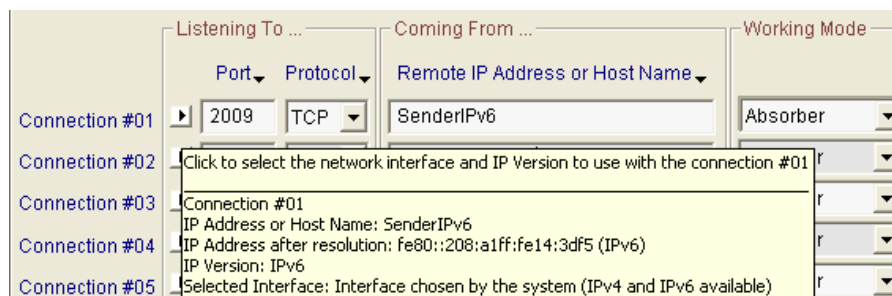 Listening To ... Coming From ... Working Mode
Port Protocol Remote IP Address or Host Name
Connection #01 2009 TCP SenderIPv6 Absorber
Connection #02 r
Click to select the network interface and IP Version to use with the connection #01
Connection #03 r
Connection #01
IP Address or Host Name: SenderIPv6
Connection #04 r
IP Address after resolution: fe80::208:a1ff:fe14:3df5 (IPv6)
IP Version: IPv6
Connection #05 r
Selected Interface: Interface chosen by the system (IPv4 and IPv6 available)